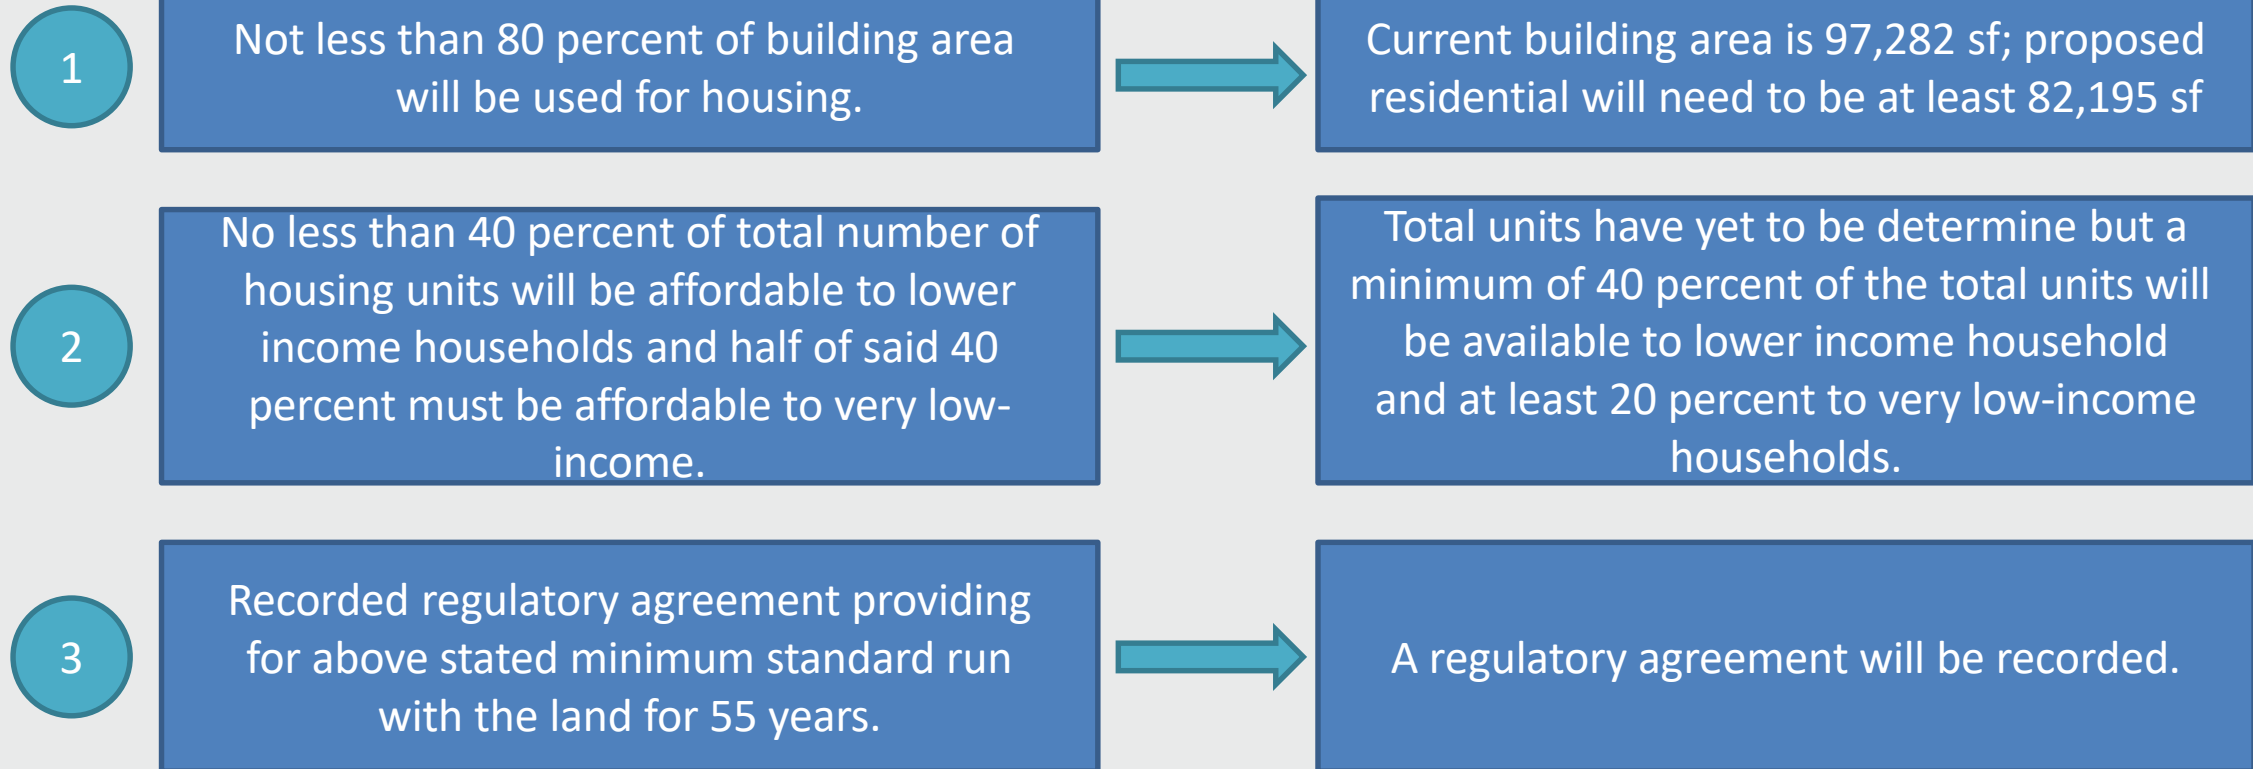 1
Not less than 80 percent of building area
will be used for housing.
Current building area is 97,282 sf; proposed
residential will need to be at least 82,195 sf
2
No less than 40 percent of total number of
housing units will be affordable to lower
income households and half of said 40
percent must be affordable to very low-
income.
Total units have yet to be determine but a
minimum of 40 percent of the total units will
be available to lower income household
and at least 20 percent to very low-income
households.
3
Recorded regulatory agreement providing
for above stated minimum standard run
with the land for 55 years.
A regulatory agreement will be recorded.